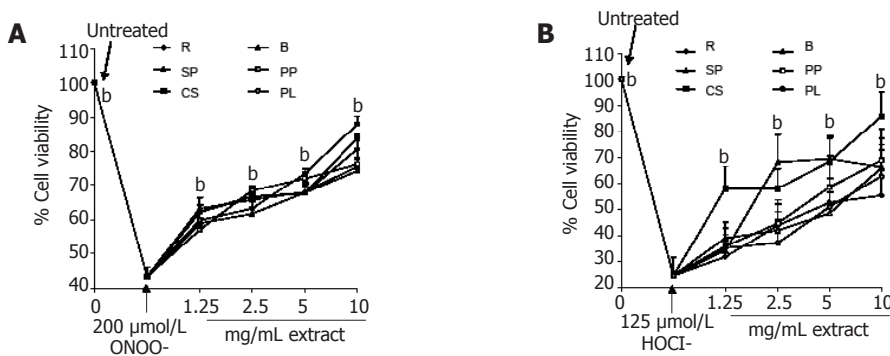 A
Untreated
110
100
90
80
70
60
50
40
% Cell viability
R
B
SP
PP
CS
PL
b
b
b
b
b
0
1.25
2.5
5
10
200 µmol/L
ONOO-
mg/mL extract
B
Untreated
110
100
90
80
70
60
50
40
30
20
% Cell viability
R
B
SP
PP
CS
PL
b
b
b
b
b
0
1.25
2.5
5
10
125 µmol/L
HOCI-
mg/mL extract